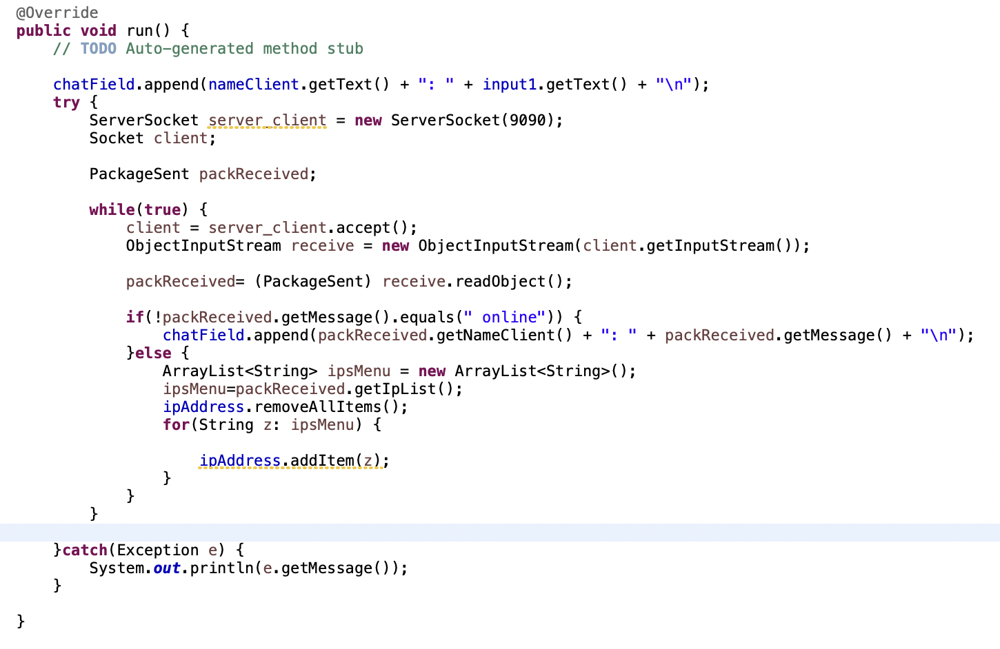 @Override
public void run() {
    // TODO Auto-generated method stub

    chatField.append(nameClient.getText() + ": " + input1.getText() + "\n");
    try {
        ServerSocket server_client = new ServerSocket(9090);
        Socket client;

        PackageSent packReceived;

        while(true) {
            client = server_client.accept();
            ObjectInputStream receive = new ObjectInputStream(client.getInputStream());

            packReceived= (PackageSent) receive.readObject();

            if(!packReceived.getMessage().equals(" online")) {
                chatField.append(packReceived.getNameClient() + ": " + packReceived.getMessage() + "\n");
            }else {
                ArrayList<String> ipsMenu = new ArrayList<String>();
                ipsMenu=packReceived.getIpList();
                ipAddress.removeAllItems();
                for(String z: ipsMenu) {

                    ipAddress.addItem(z);
                }
            }
        }

    }catch(Exception e) {
        System.out.println(e.getMessage());
    }

}